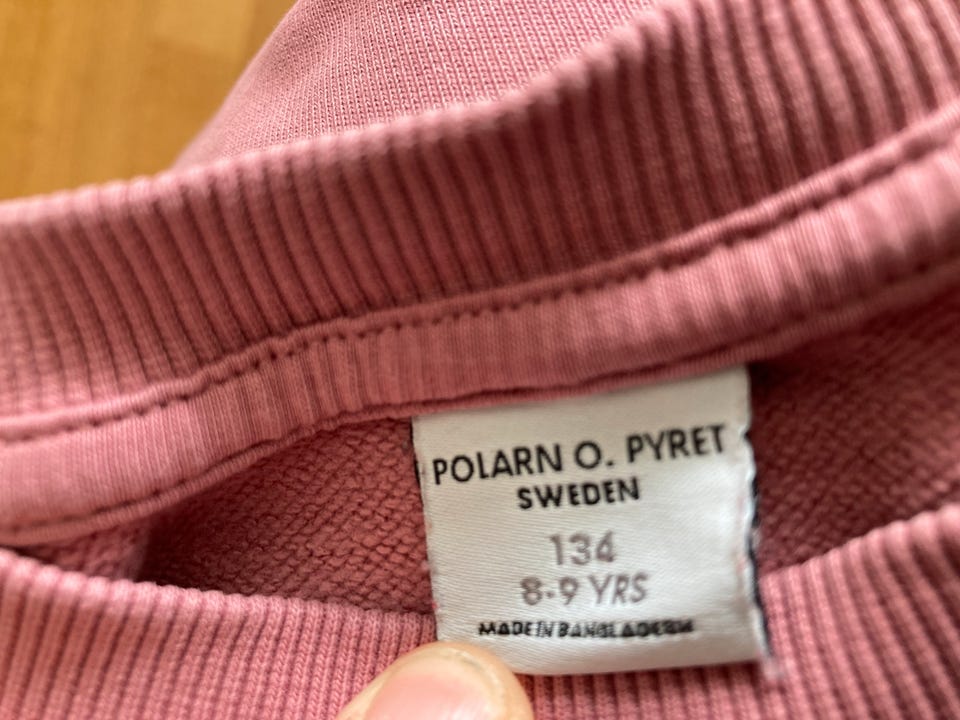 POLARN O. PYRET
SWEDEN
134
8-9 YRS
MADE IN BANGLADESH